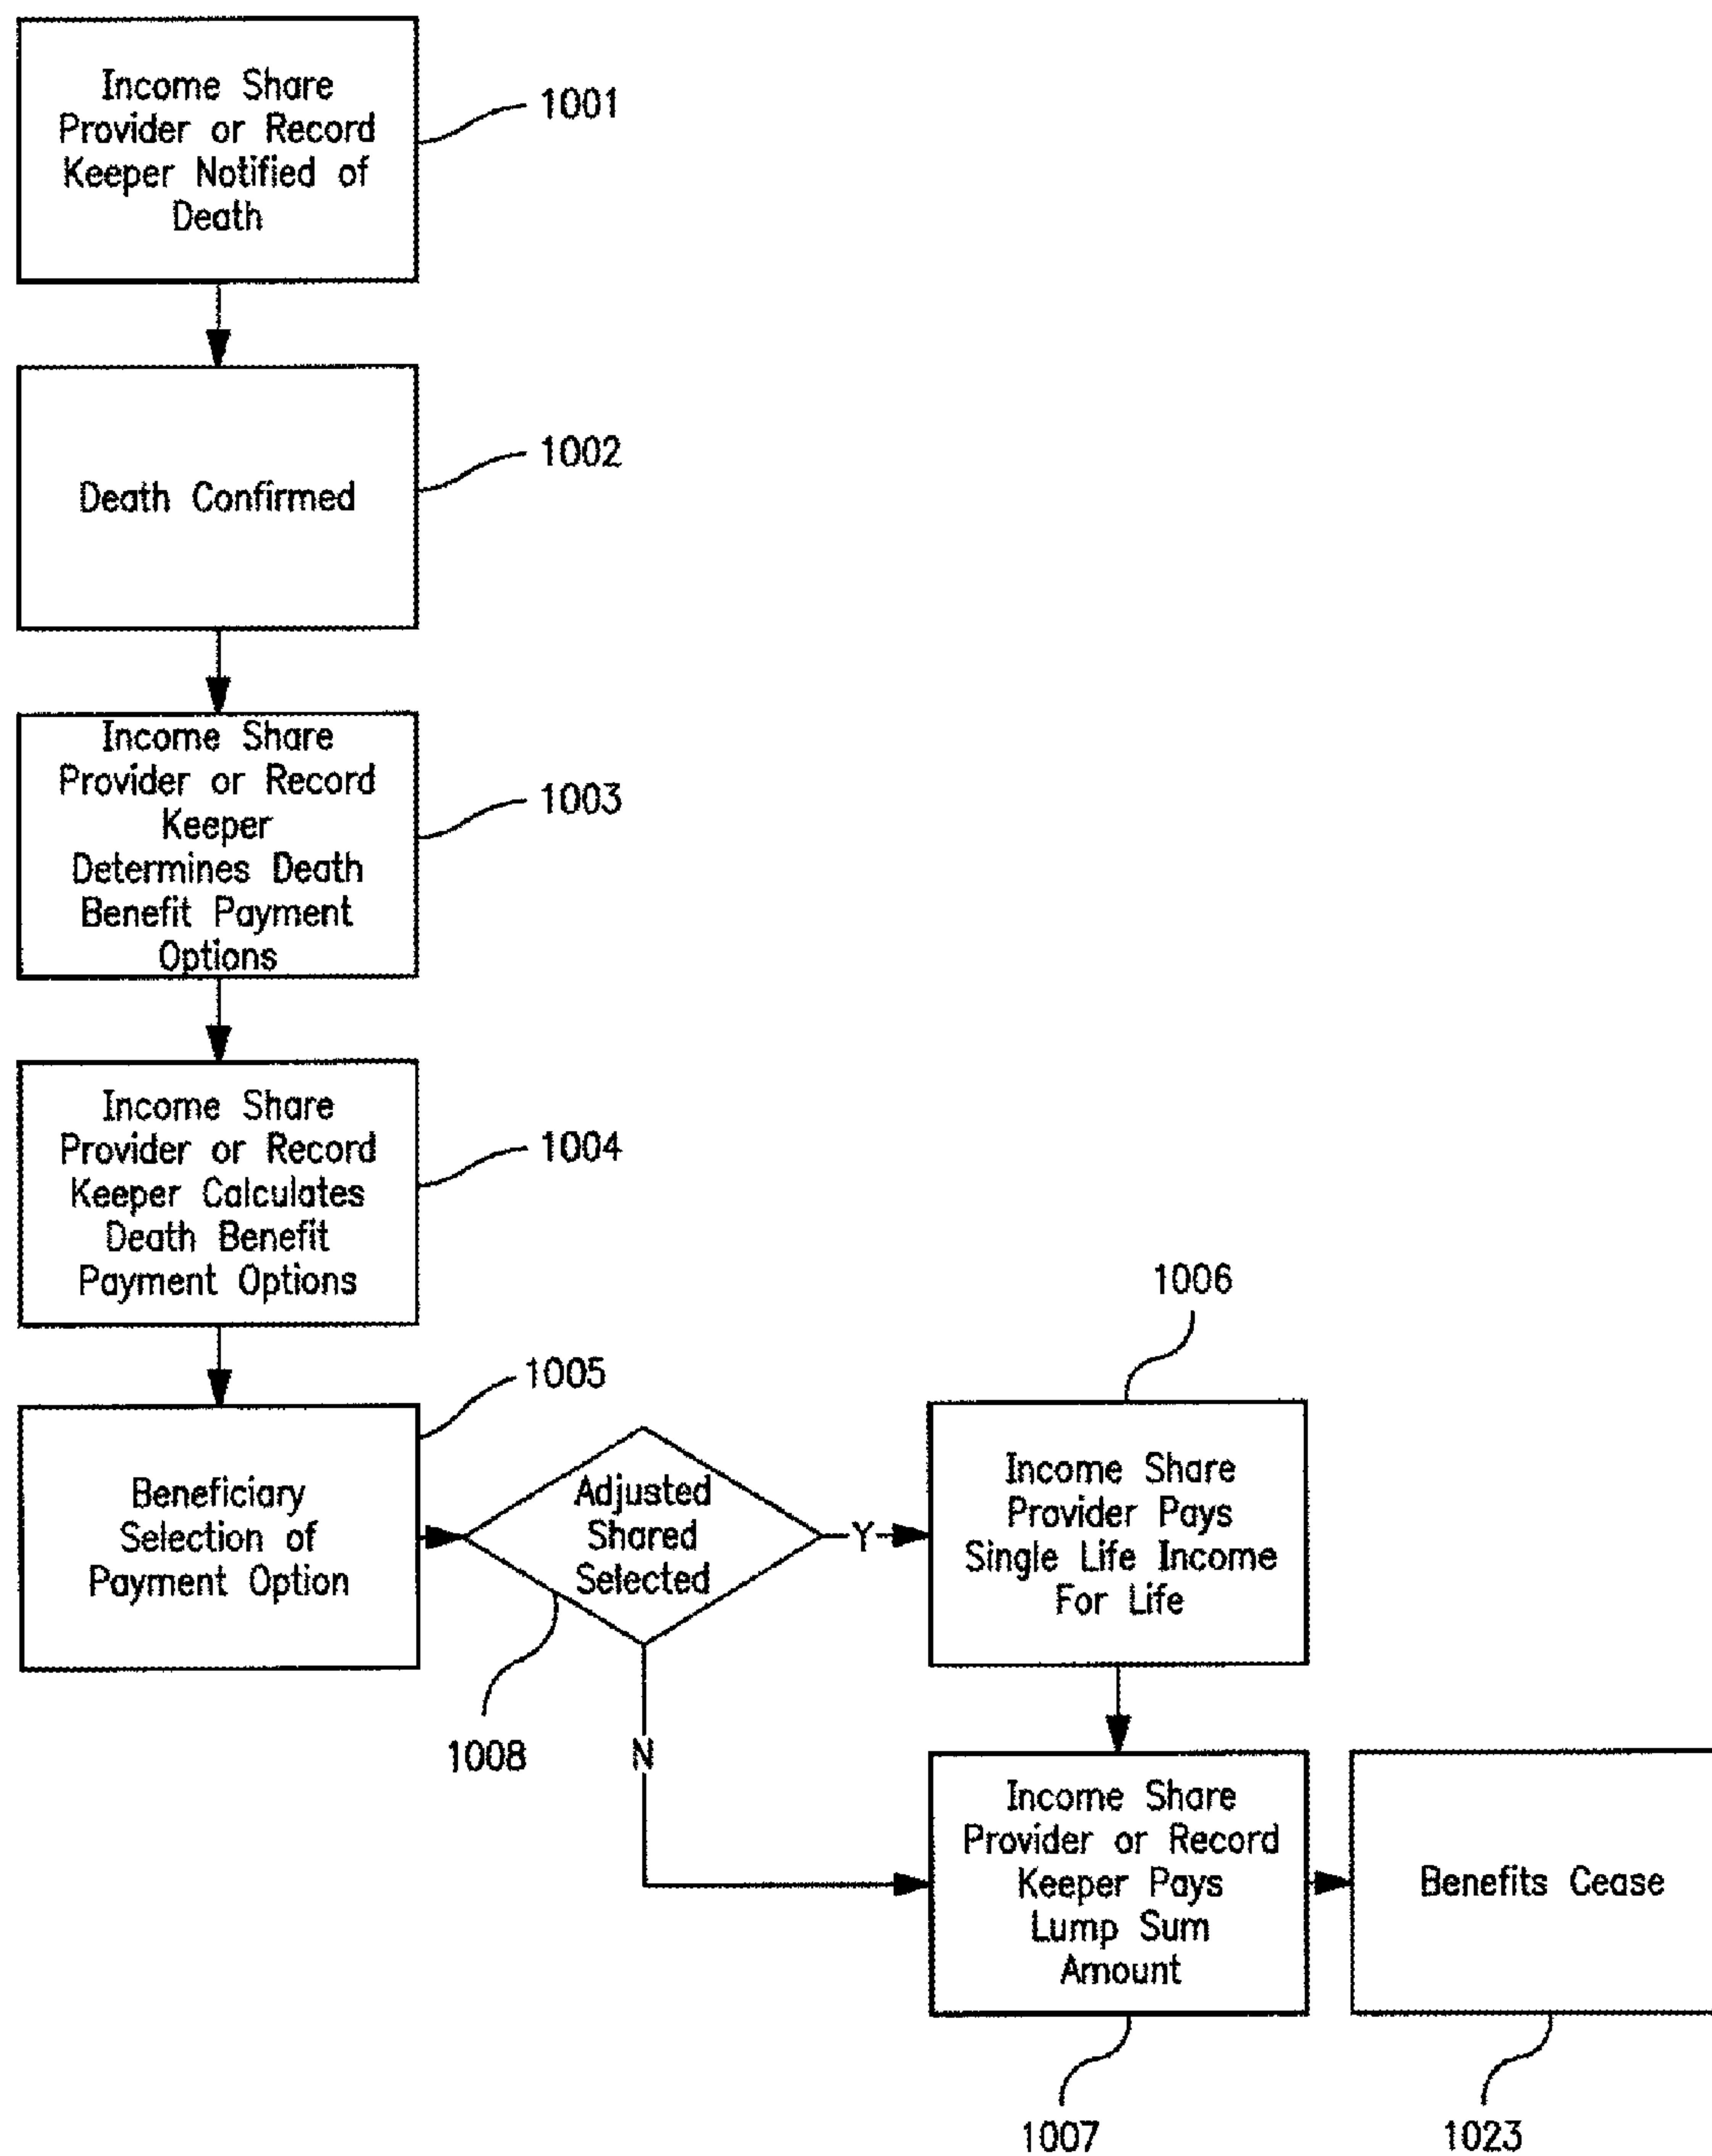 Income Share
Provider or Record
Keeper Notified of
Death
1001
Death Confirmed
1002
Income Share
Provider or Record
Keeper
Determines Death
Benefit Payment
Options
1003
Income Share
Provider or Record
Keeper Calculates
Death Benefit
Payment Options
1004
Beneficiary
Selection of
Payment Option
1005
Adjusted
Shared
Selected
1008
Y
N
1006
Income Share
Provider Pays
Single Life Income
For Life
Income Share
Provider or Record
Keeper Pays
Lump Sum
Amount
1007
Benefits Cease
1023